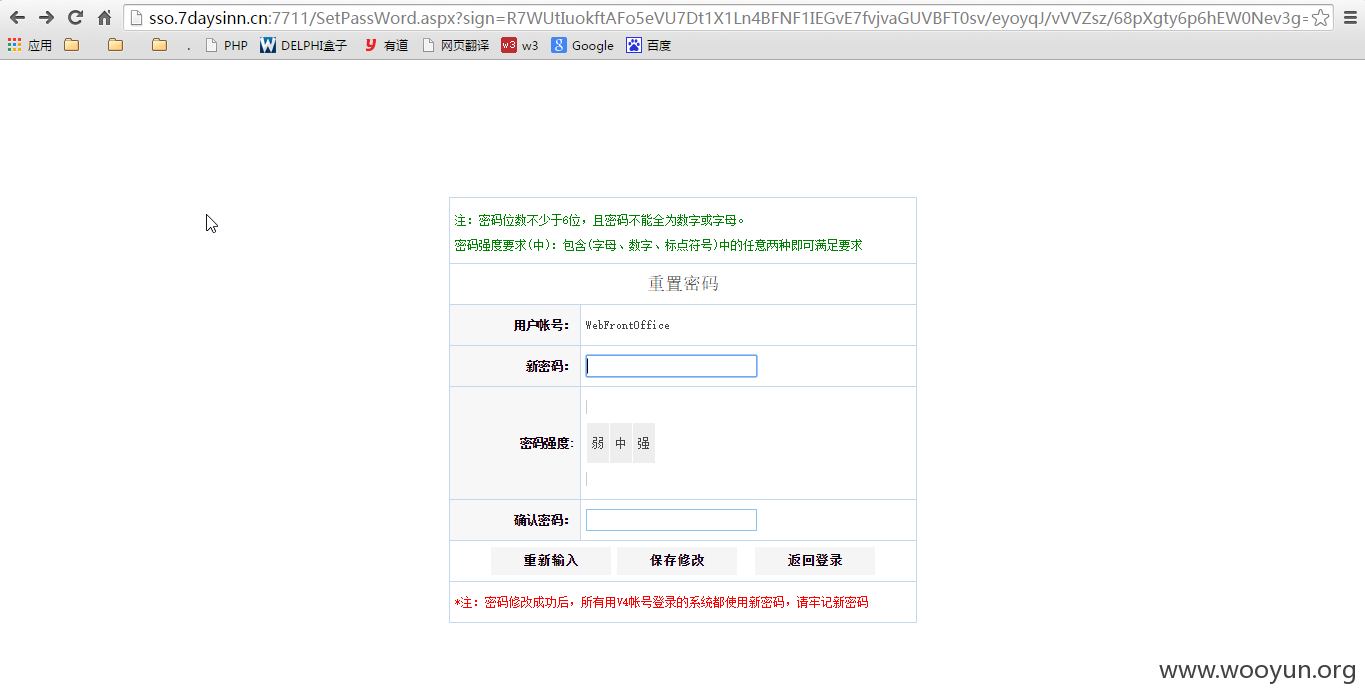 sso.7daysinn.cn:7711/SetPassWord.aspx?sign=R7WUtIuokftAFo5eVU7Dt1X1Ln4BFNF1IEGvE7fvjvaGUVBFT0sv/eyoyqJ/vVVZsz/68pXgty6p6hEW0Nev3g=
应用 . PHP DELPHI盒子 有道 网页翻译 w3 Google 百度
注：密码位数不少于6位，且密码不能全为数字或字母。
密码强度要求(中)：包含(字母、数字、标点符号)中的任意两种即可满足要求
重置密码
用户帐号： WebFrontOffice
新密码：
密码强度: 弱 中 强
确认密码：
重新输入 保存修改 返回登录
*注：密码修改成功后，所有用V4帐号登录的系统都使用新密码，请牢记新密码
www.wooyun.org